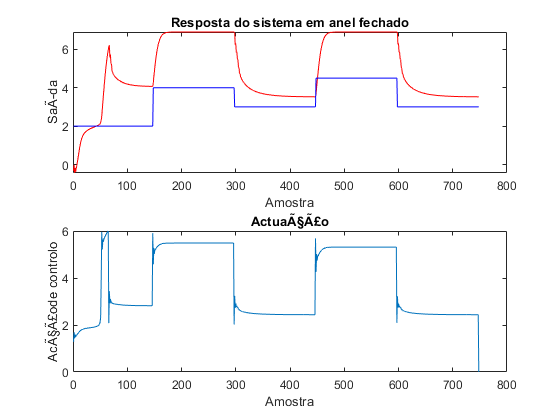 Resposta do sistema em anel fechado
SaÃ­da
6
4
2
0
0 100 200 300 400 500 600 700 800
Amostra
ActuaÃ§Ã£o
AcÃ§Ã£ode controlo
6
4
2
0
0 100 200 300 400 500 600 700 800
Amostra